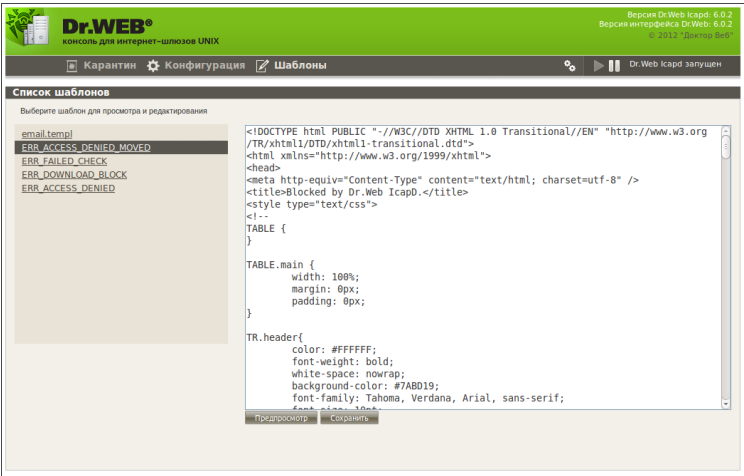 Dr.WEB®
консоль для интернет-шлюзов UNIX
Версия Dr.Web Icapd: 6.0.2
Версия интерфейса Dr.Web: 6.0.2
© 2012 "Доктор Веб"
Карантин Конфигурация Шаблоны
Dr.Web Icapd запущен
Список шаблонов
Выберите шаблон для просмотра и редактирования
email.templ
ERR_ACCESS_DENIED_MOVED
ERR_FAILED_CHECK
ERR_DOWNLOAD_BLOCK
ERR_ACCESS_DENIED
<!DOCTYPE html PUBLIC "-//W3C//DTD XHTML 1.0 Transitional//EN" "http://www.w3.org
/TR/xhtml1/DTD/xhtml1-transitional.dtd">
<html xmlns="http://www.w3.org/1999/xhtml">
<head>
<meta http-equiv="Content-Type" content="text/html; charset=utf-8" />
<title>Blocked by Dr.Web IcapD.</title>
<style type="text/css">
<!--
TABLE {
}
TABLE.main {
width: 100%;
margin: 0px;
padding: 0px;
}
TR.header{
color: #FFFFFF;
font-weight: bold;
white-space: nowrap;
background-color: #7ABD19;
font-family: Tahoma, Verdana, Arial, sans-serif;
font-size: 10pt;
Предпросмотр Сохранить